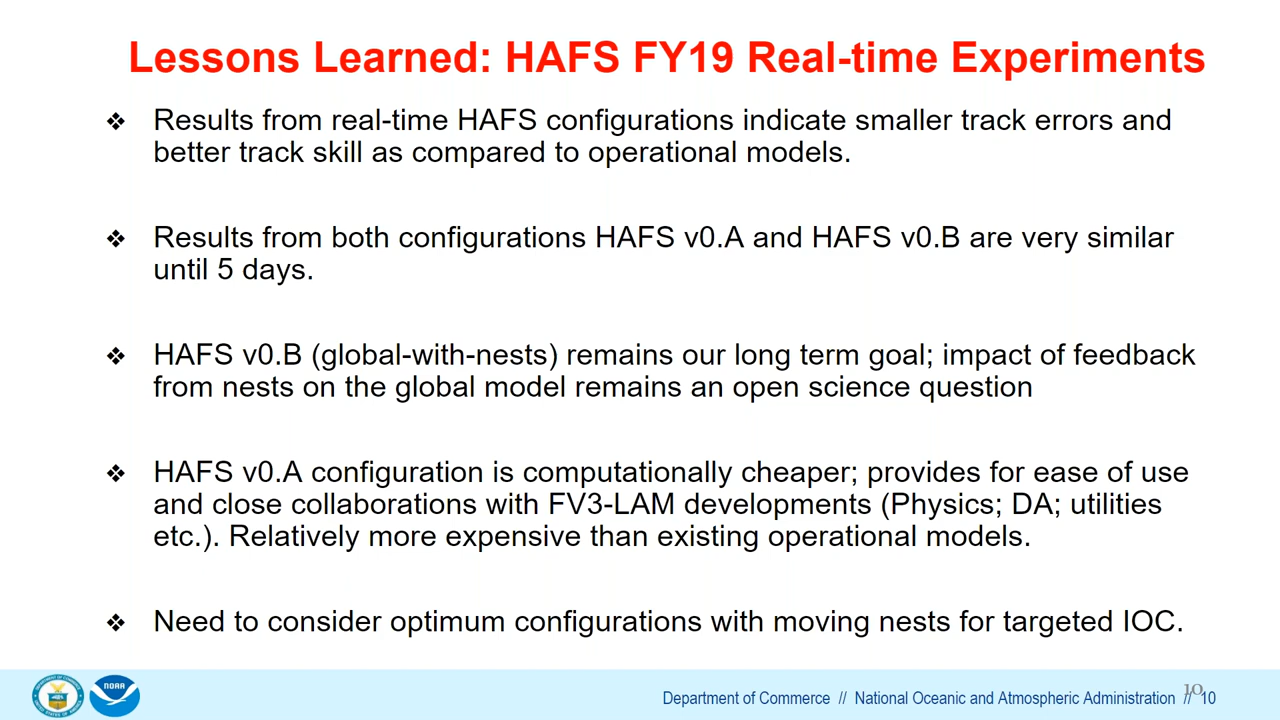 Lessons Learned: HAFS FY19 Real-time Experiments
❖ Results from real-time HAFS configurations indicate smaller track errors and
better track skill as compared to operational models.
❖ Results from both configurations HAFS v0.A and HAFS v0.B are very similar
until 5 days.
❖ HAFS v0.B (global-with-nests) remains our long term goal; impact of feedback
from nests on the global model remains an open science question
❖ HAFS v0.A configuration is computationally cheaper; provides for ease of use
and close collaborations with FV3-LAM developments (Physics; DA; utilities
etc.). Relatively more expensive than existing operational models.
❖ Need to consider optimum configurations with moving nests for targeted IOC.
NOAA
10
Department of Commerce // National Oceanic and Atmospheric Administration // 10